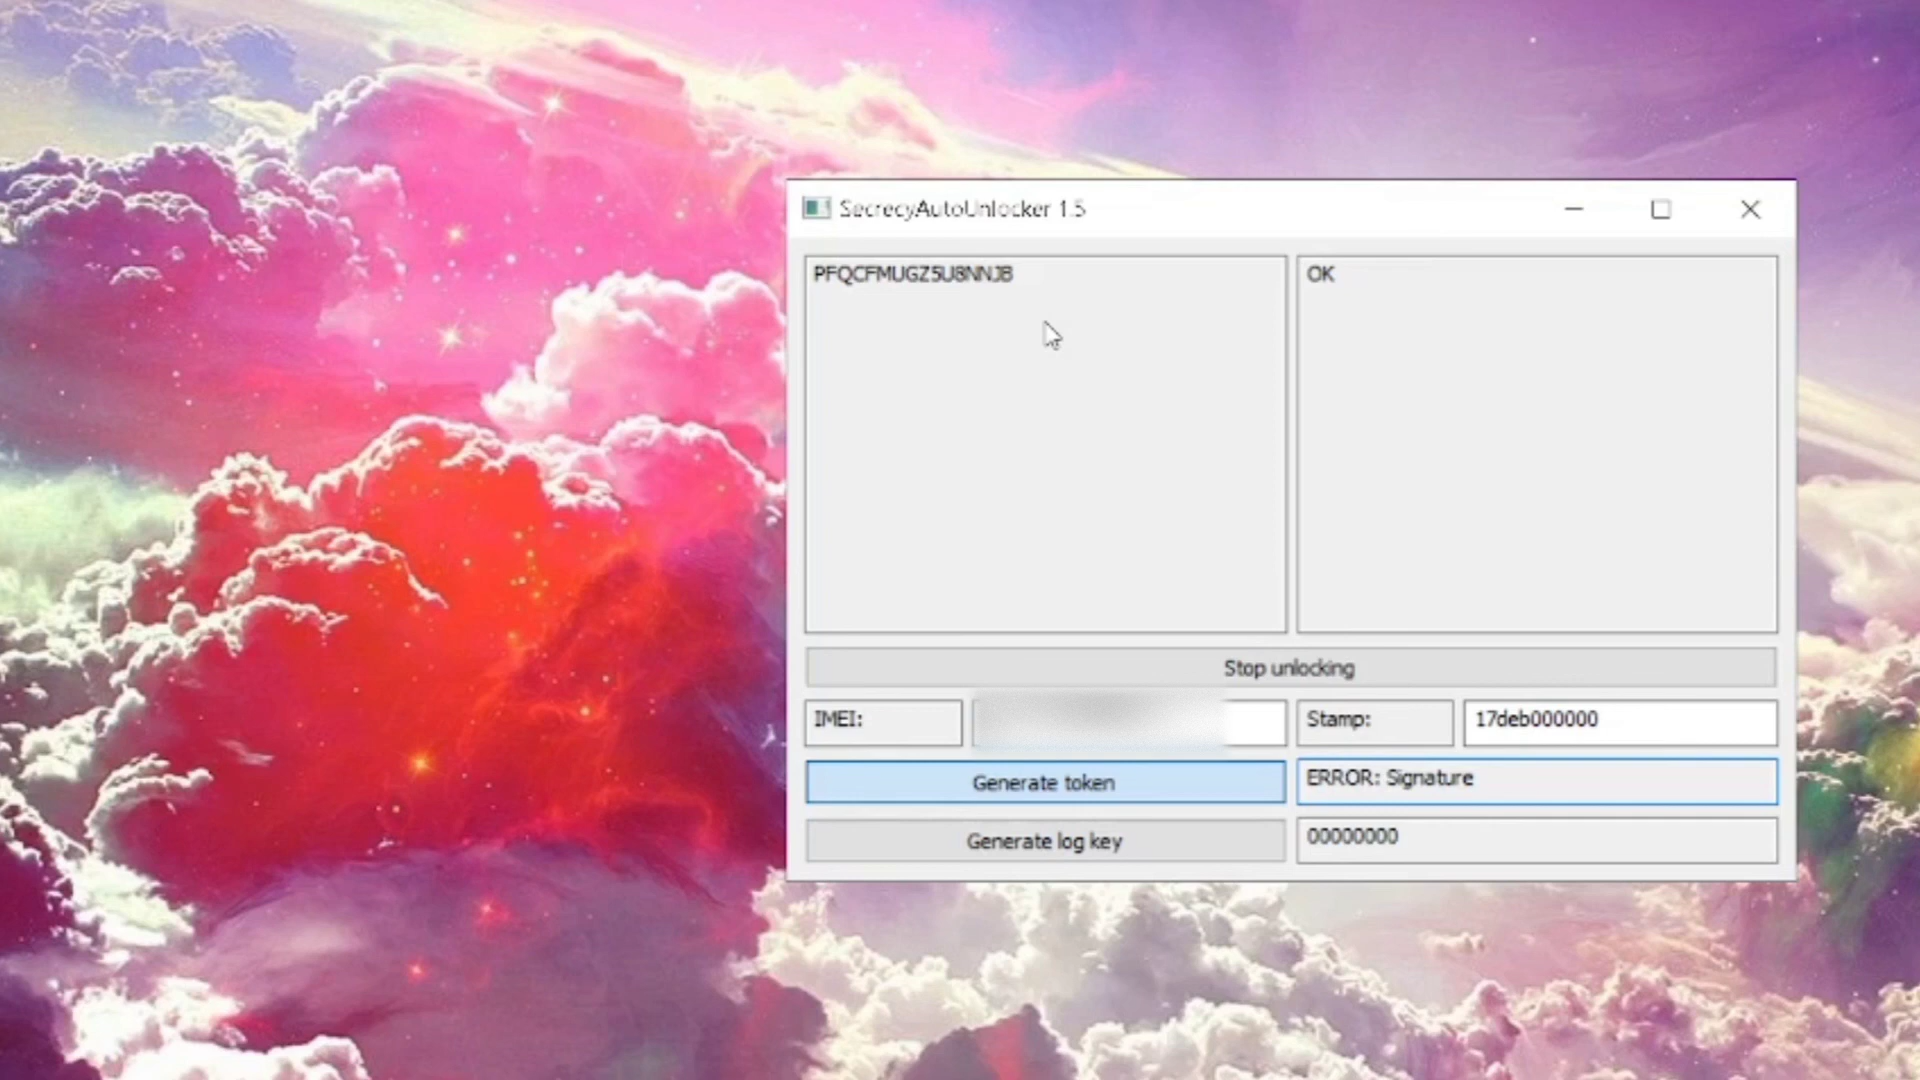 SecrecyAutoUnlocker 1.5
PFQCFMUGZ5U8NNJB
OK
Stop unlocking
IMEI:
Stamp:
17deb000000
Generate token
ERROR: Signature
Generate log key
00000000